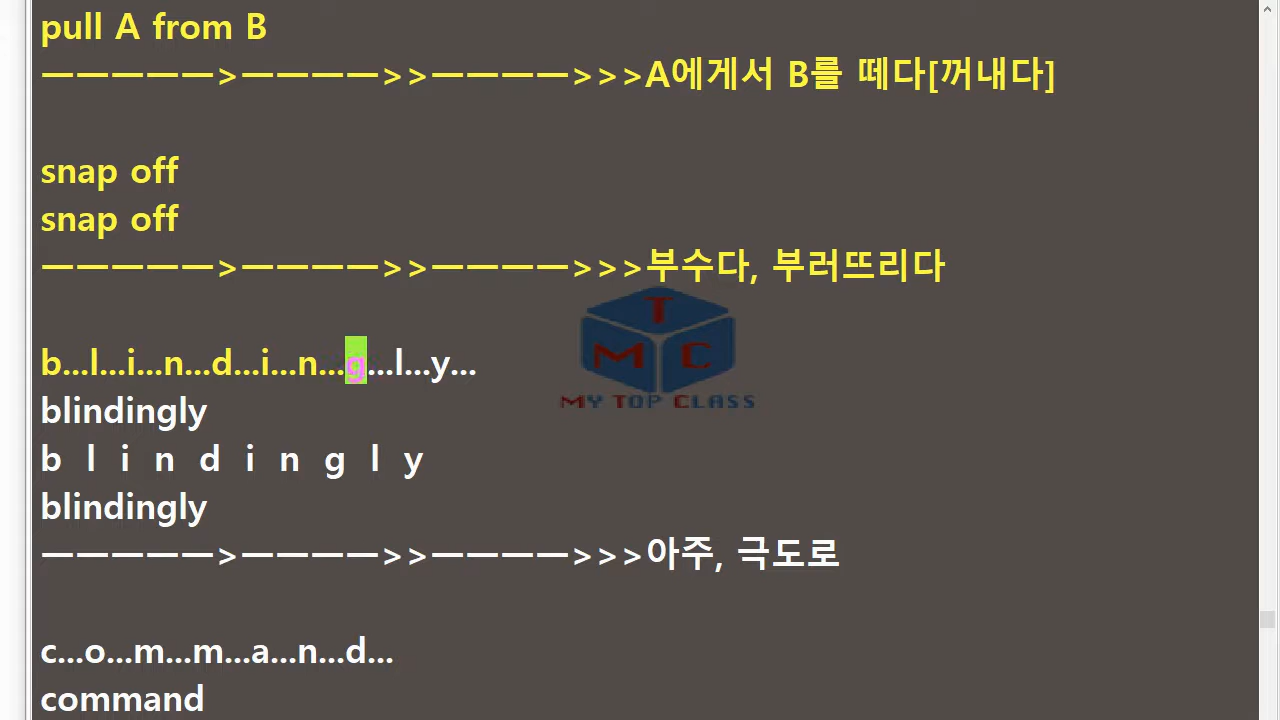 pull A from B
—————>————>>————>>>A에게서 B를 떼다[꺼내다]
snap off
snap off
—————>————>>————>>>부수다, 부러뜨리다
b...l...i...n...d...i...n...g...l...y...
blindingly
b l i n d i n g l y
blindingly
—————>————>>————>>>아주, 극도로
c...o...m...m...a...n...d...
command
T
M C
MY TOP CLASS